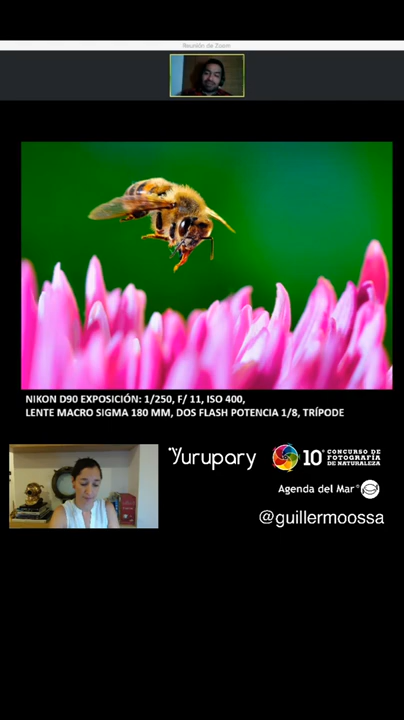 Reunión de Zoom
NIKON D90 EXPOSICIÓN: 1/250, F/ 11, ISO 400,
LENTE MACRO SIGMA 180 MM, DOS FLASH POTENCIA 1/8, TRÍPODE
Yurupary
10° CONCURSO DE
FOTOGRAFÍA
DE NATURALEZA
Agenda del Mar®
@guillermoossa